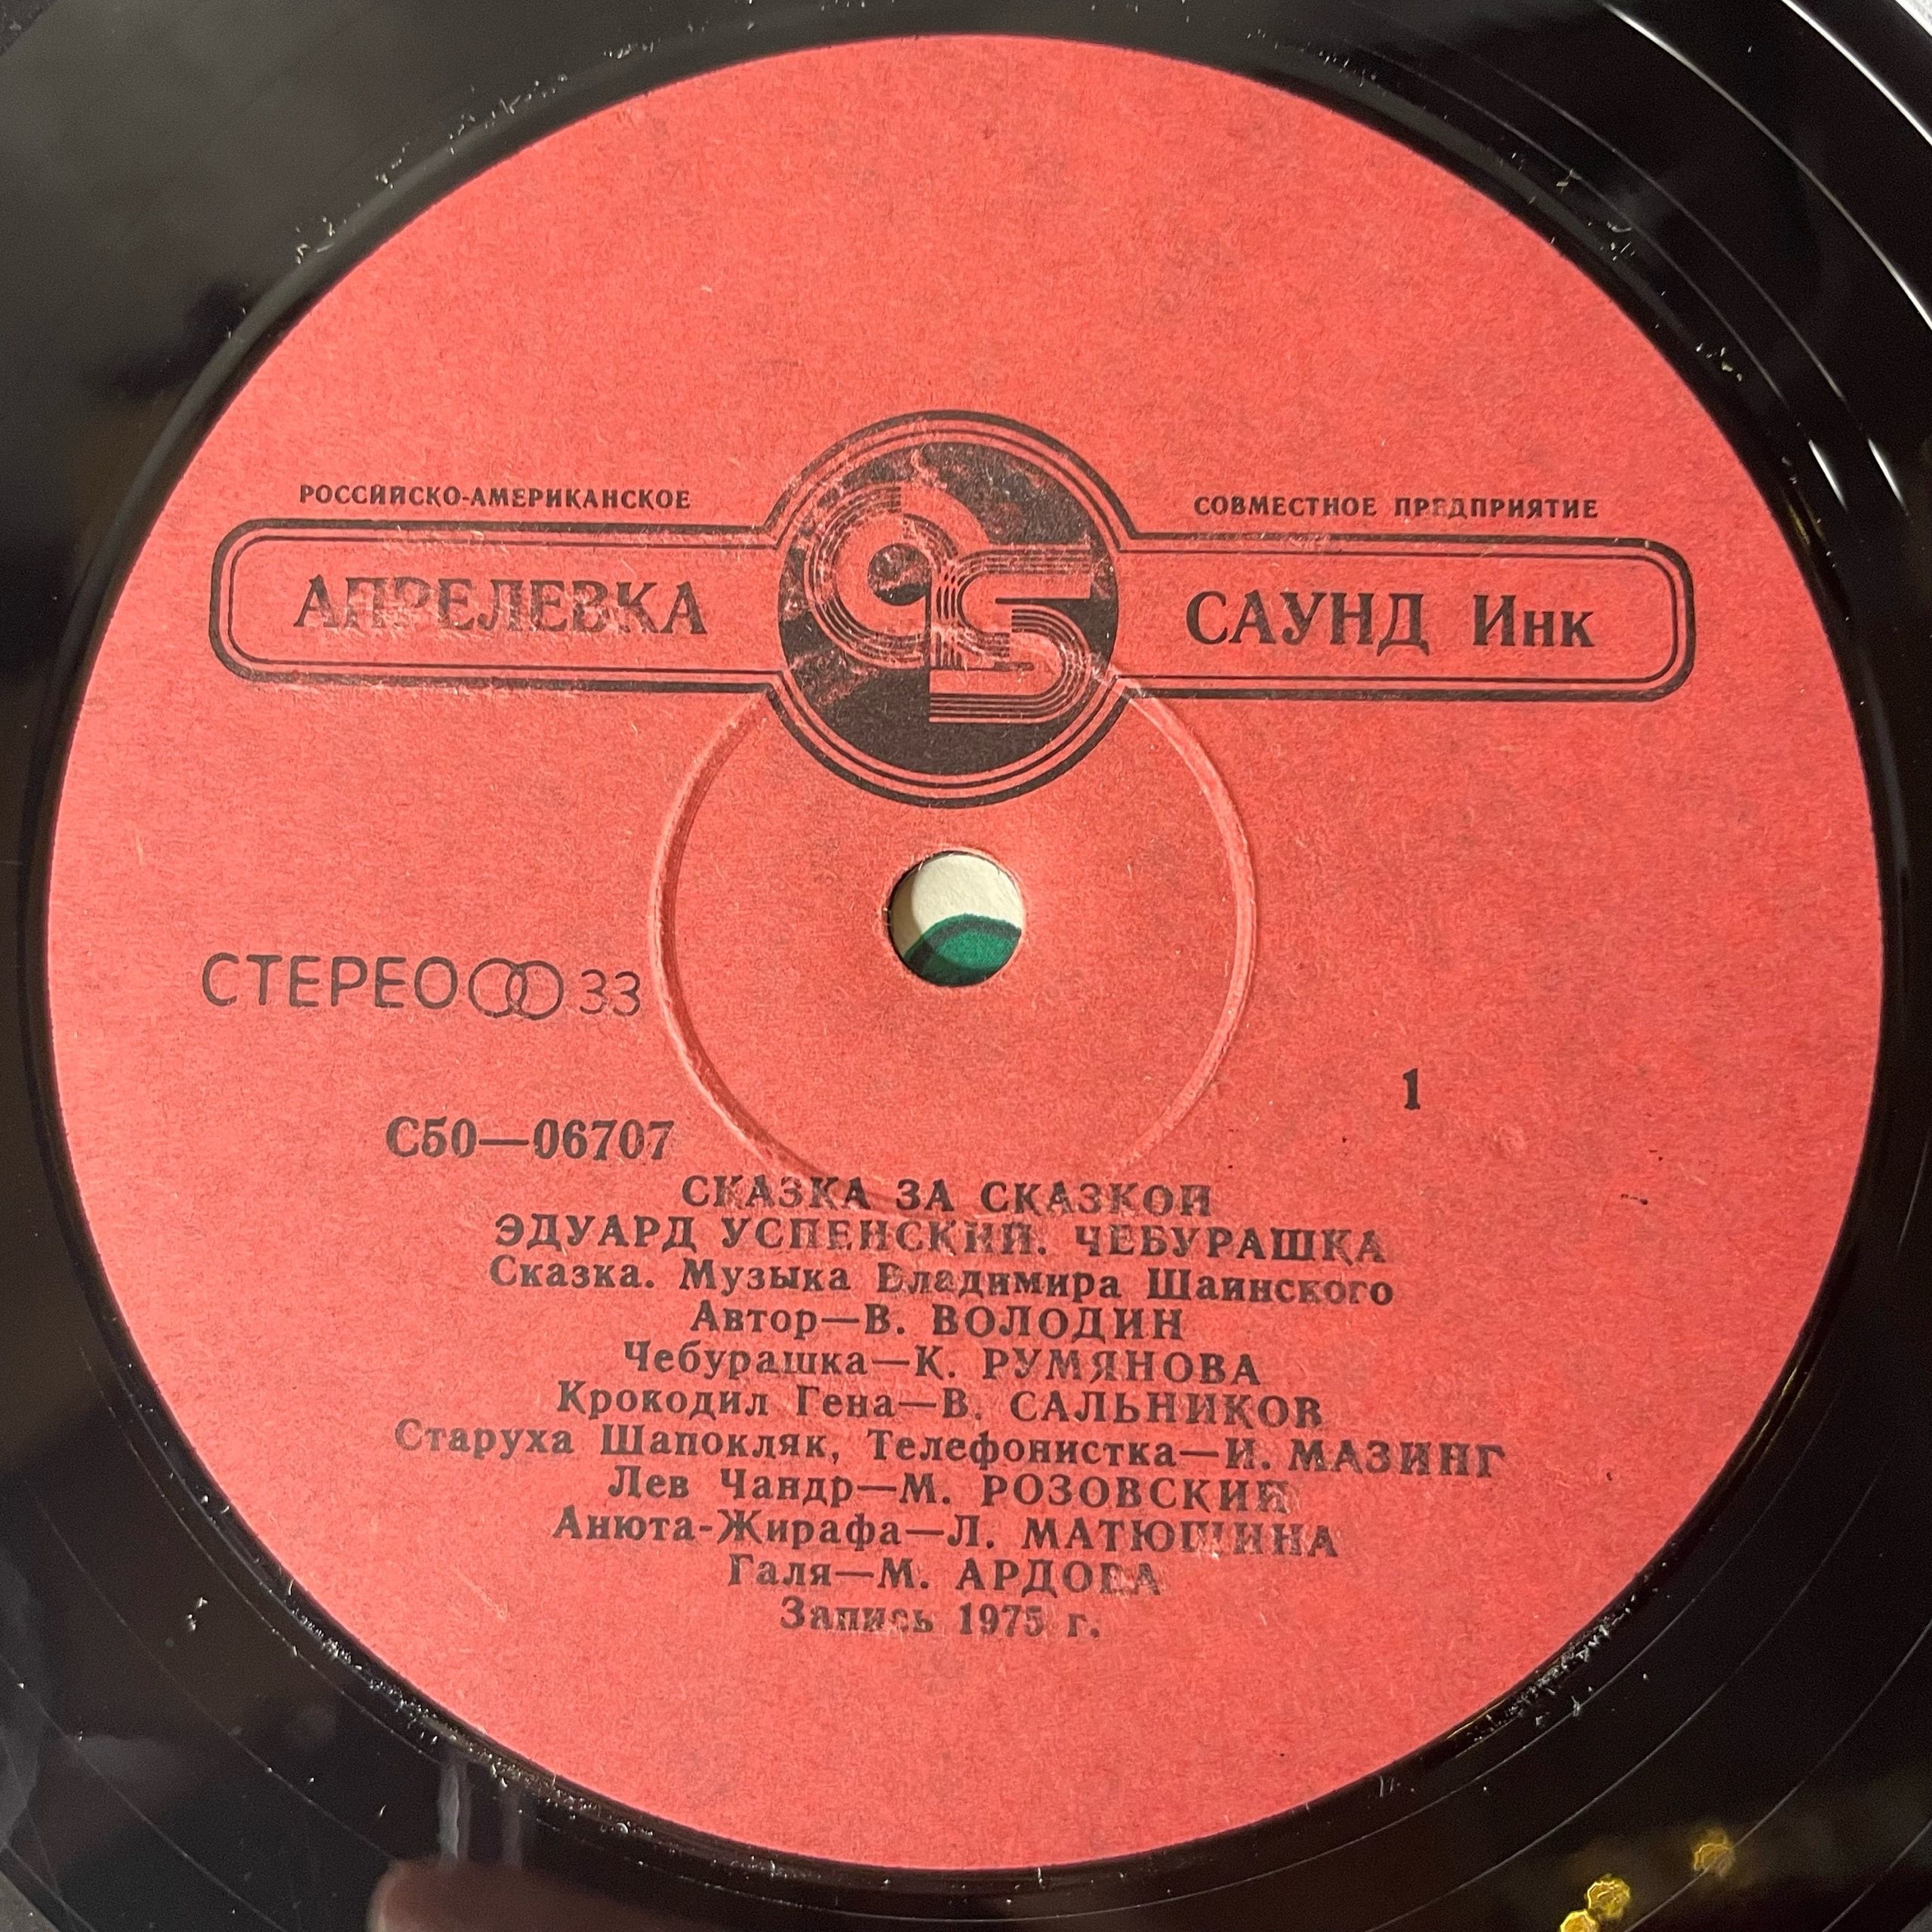 РОССИЙСКО-АМЕРИКАНСКОЕ
СОВМЕСТНОЕ ПРЕДПРИЯТИЕ
АПРЕЛЕВКА
САУНД Инк
СТЕРЕО 33
1
С50—06707
СКАЗКА ЗА СКАЗКОЙ
ЭДУАРД УСПЕНСКИЙ. ЧЕБУРАШКА
Сказка. Музыка Владимира Шаинского
Автор—В. ВОЛОДИН
Чебурашка—К. РУМЯНОВА
Крокодил Гена—В. САЛЬНИКОВ
Старуха Шапокляк, Телефонистка—И. МАЗИНГ
Лев Чандр—М. РОЗОВСКИЙ
Анюта-Жирафа—Л. МАТЮШИНА
Галя—М. АРДОВА
Запись 1975 г.